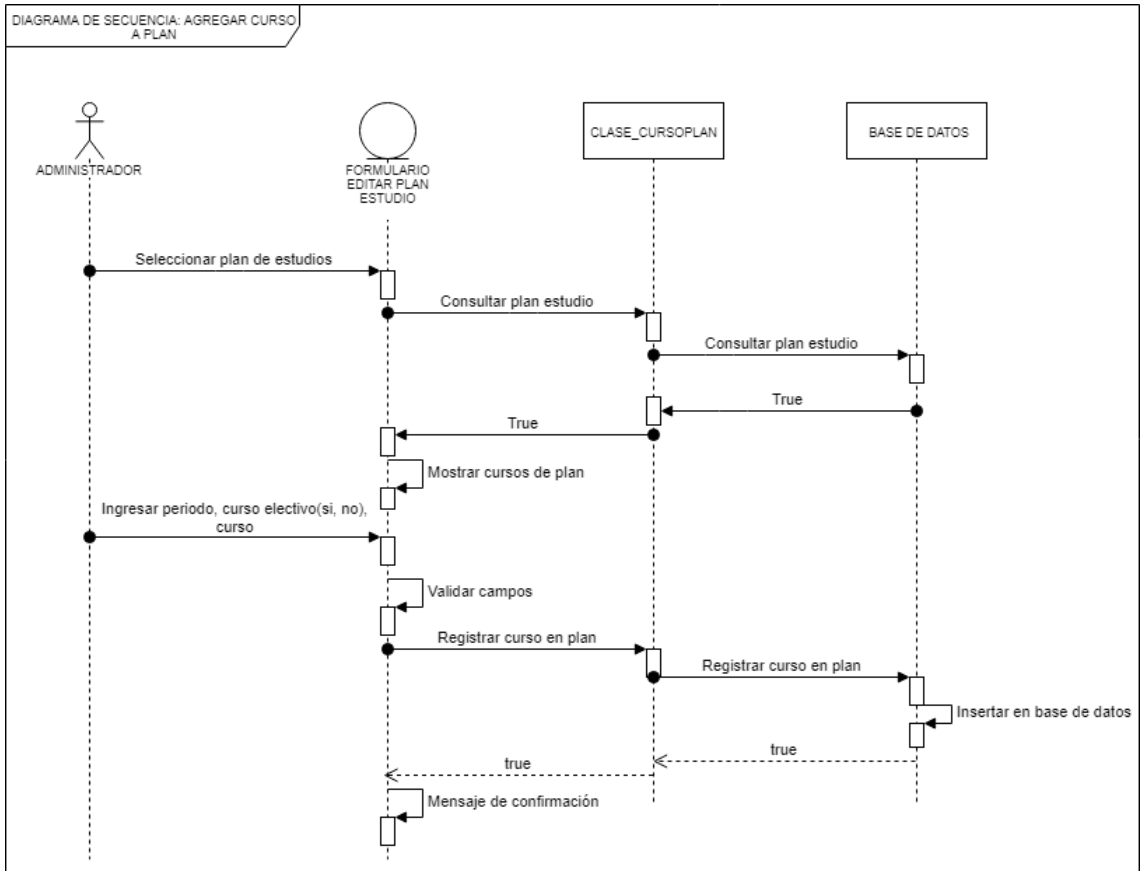 DIAGRAMA DE SECUENCIA: AGREGAR CURSO
A PLAN
ADMINISTRADOR
FORMULARIO
EDITAR PLAN
ESTUDIO
CLASE_CURSOPLAN
BASE DE DATOS
Seleccionar plan de estudios
Consultar plan estudio
Consultar plan estudio
True
True
Mostrar cursos de plan
Ingresar periodo, curso electivo(si, no),
curso
Validar campos
Registrar curso en plan
Registrar curso en plan
Insertar en base de datos
true
true
Mensaje de confirmación